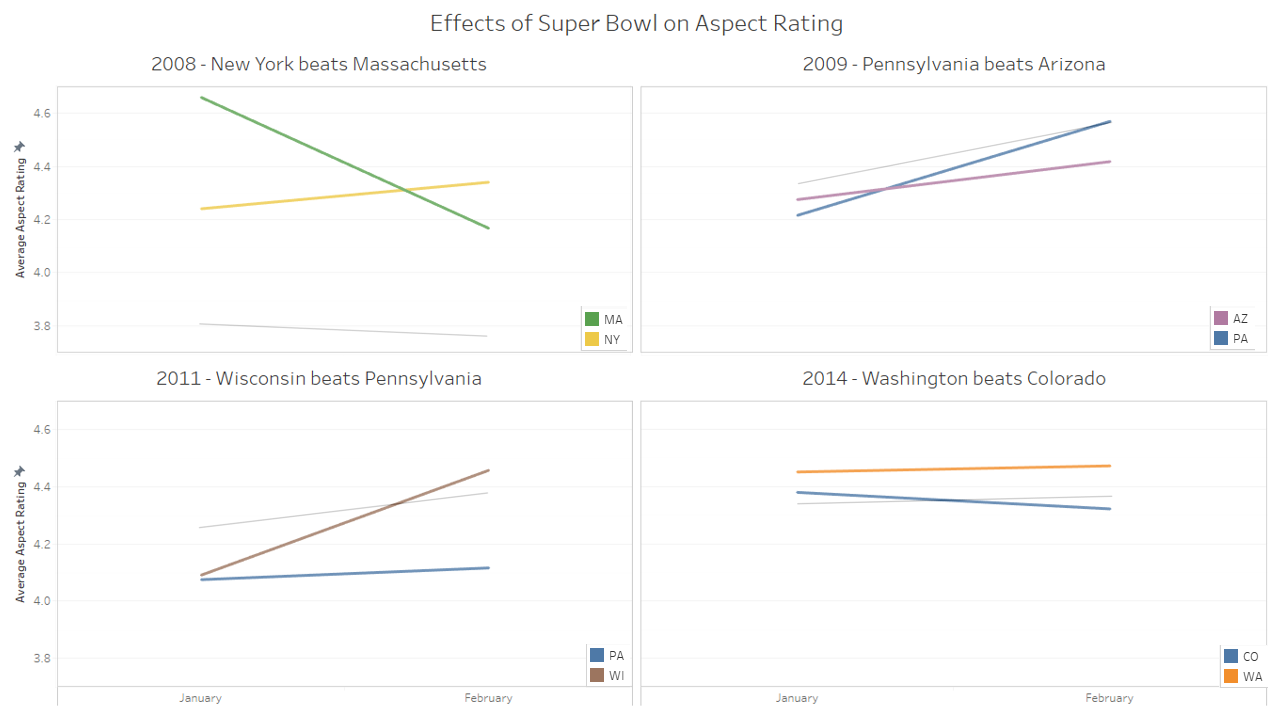 Effects of Super Bowl on Aspect Rating
2008 - New York beats Massachusetts
2009 - Pennsylvania beats Arizona
Average Aspect Rating
4.6
4.4
4.2
4.0
3.8
MA
NY
AZ
PA
2011 - Wisconsin beats Pennsylvania
2014 - Washington beats Colorado
Average Aspect Rating
4.6
4.4
4.2
4.0
3.8
PA
WI
CO
WA
January
February
January
February